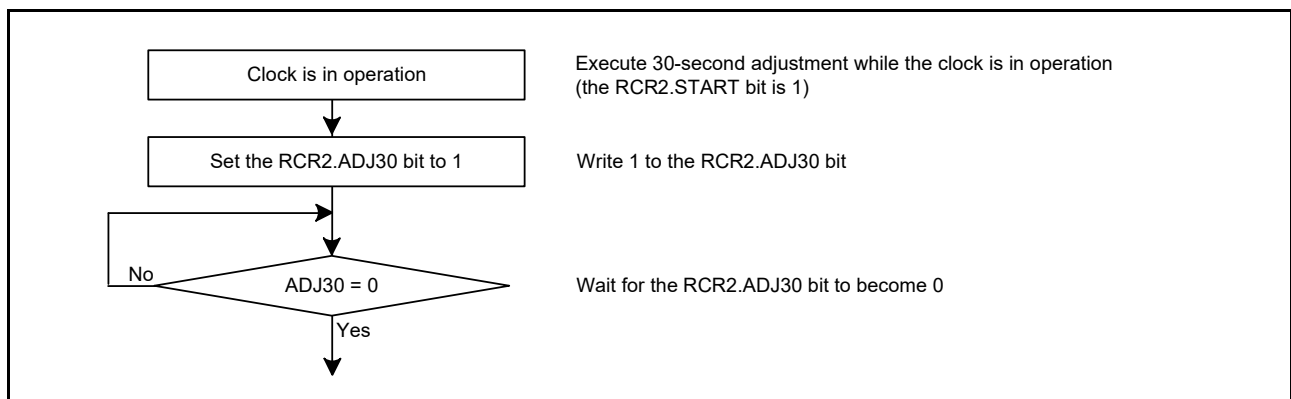 Clock is in operation
Execute 30-second adjustment while the clock is in operation
(the RCR2.START bit is 1)
Set the RCR2.ADJ30 bit to 1
Write 1 to the RCR2.ADJ30 bit
No
ADJ30 = 0
Wait for the RCR2.ADJ30 bit to become 0
Yes